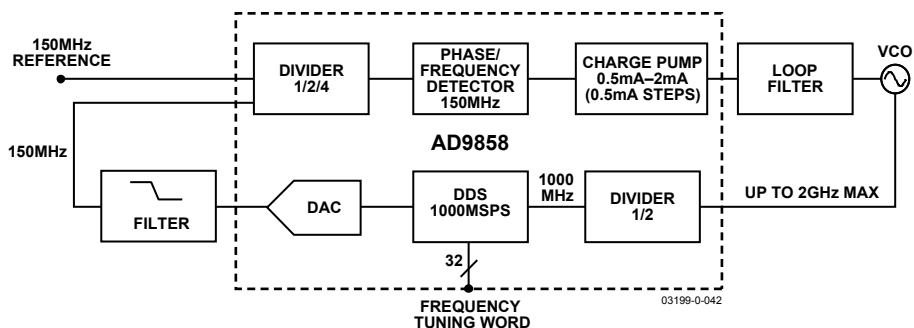 150MHz
REFERENCE
DIVIDER
1/2/4
PHASE/
FREQUENCY
DETECTOR
150MHz
CHARGE PUMP
0.5mA–2mA
(0.5mA STEPS)
LOOP
FILTER
VCO
AD9858
150MHz
FILTER
DAC
DDS
1000MSPS
1000
MHz
DIVIDER
1/2
UP TO 2GHz MAX
32
FREQUENCY
TUNING WORD
03199-0-042